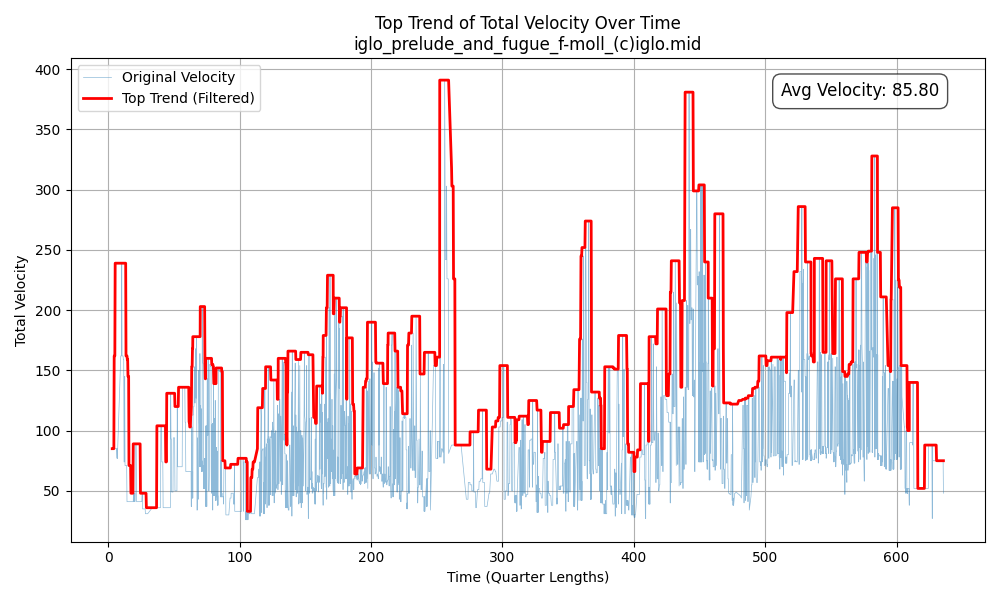 Top Trend of Total Velocity Over Time
iglo_prelude_and_fugue_f-moll_(c)iglo.mid
Original Velocity
Top Trend (Filtered)
Avg Velocity: 85.80
Total Velocity
400
350
300
250
200
150
100
50
0 100 200 300 400 500 600
Time (Quarter Lengths)